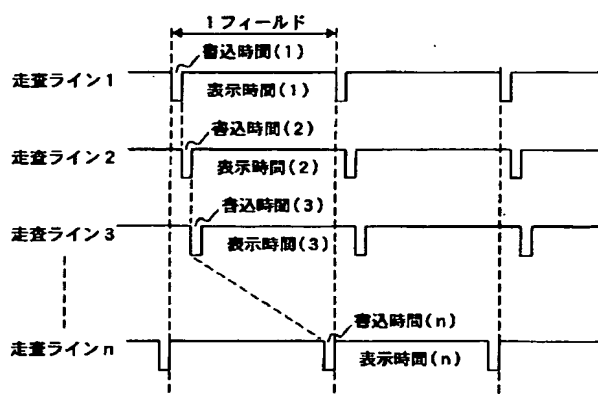 1フィールド
書込時間(1)
走査ライン1
表示時間(1)
書込時間(2)
走査ライン2
表示時間(2)
書込時間(3)
走査ライン3
表示時間(3)
書込時間(n)
走査ラインn
表示時間(n)